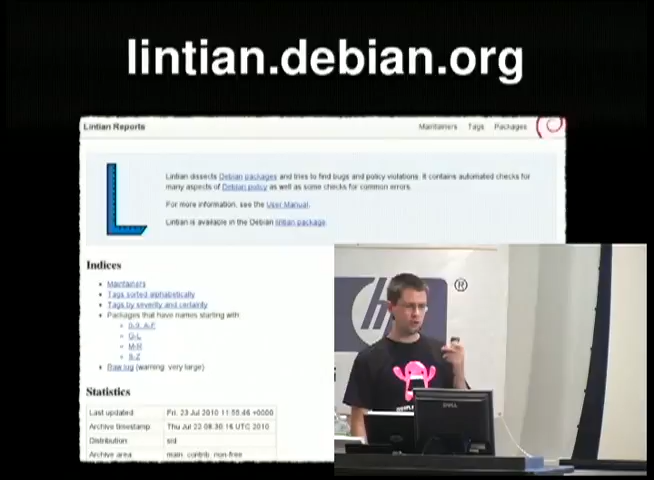 lintian.debian.org
Lintian Reports
Maintainers Tags Packages
Lintian dissects Debian packages and tries to find bugs and policy violations. It contains automated checks for
many aspects of Debian policy as well as some checks for common errors.
For more information, see the User Manual.
Lintian is available in the Debian lintian package.
Indices
Maintainers
Tags sorted alphabetically
Tags by severity and certainty
Packages that have names starting with:
0-9, A-F
G-L
M-R
S-Z
Raw log (warning: very large)
hp
®
Statistics
Last updated Fri, 23 Jul 2010 11:55:46 +0000
Archive timestamp Thu Jul 22 08:30:16 UTC 2010
Distribution sid
Archive area main, contrib, non-free
DELL